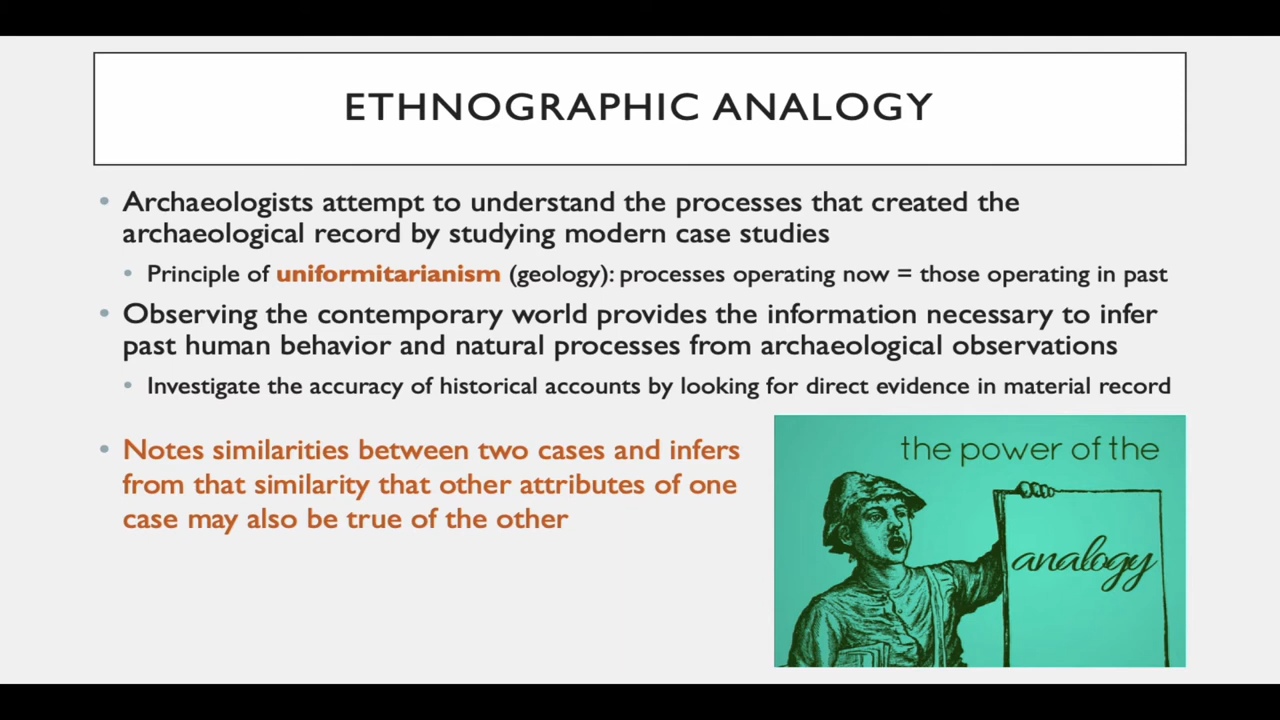 ETHNOGRAPHIC ANALOGY
• Archaeologists attempt to understand the processes that created the
archaeological record by studying modern case studies
• Principle of uniformitarianism (geology): processes operating now = those operating in past
• Observing the contemporary world provides the information necessary to infer
past human behavior and natural processes from archaeological observations
• Investigate the accuracy of historical accounts by looking for direct evidence in material record
• Notes similarities between two cases and infers
from that similarity that other attributes of one
case may also be true of the other
the power of the
analogy